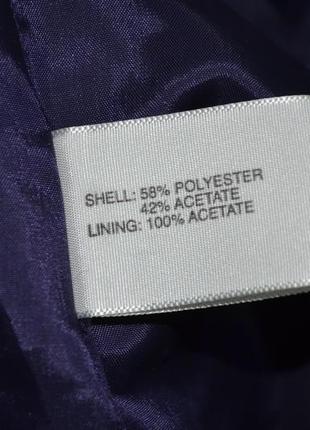 SHELL: 58% POLYESTER
42% ACETATE
LINING: 100% ACETATE